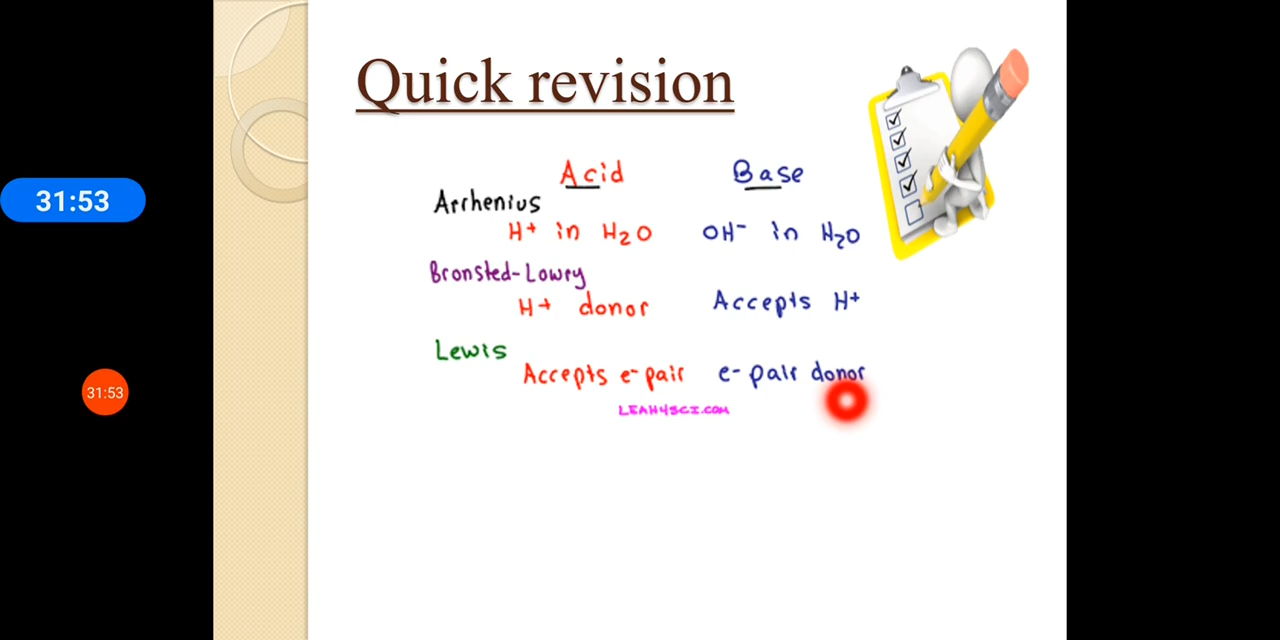 Quick revision
31:53
Acid Base
Arrhenius
H+ in H2O OH- in H2O
Bronsted-Lowry
H+ donor Accepts H+
31:53
Lewis
Accepts e- pair e- pair donor
LEAH4SCI.COM